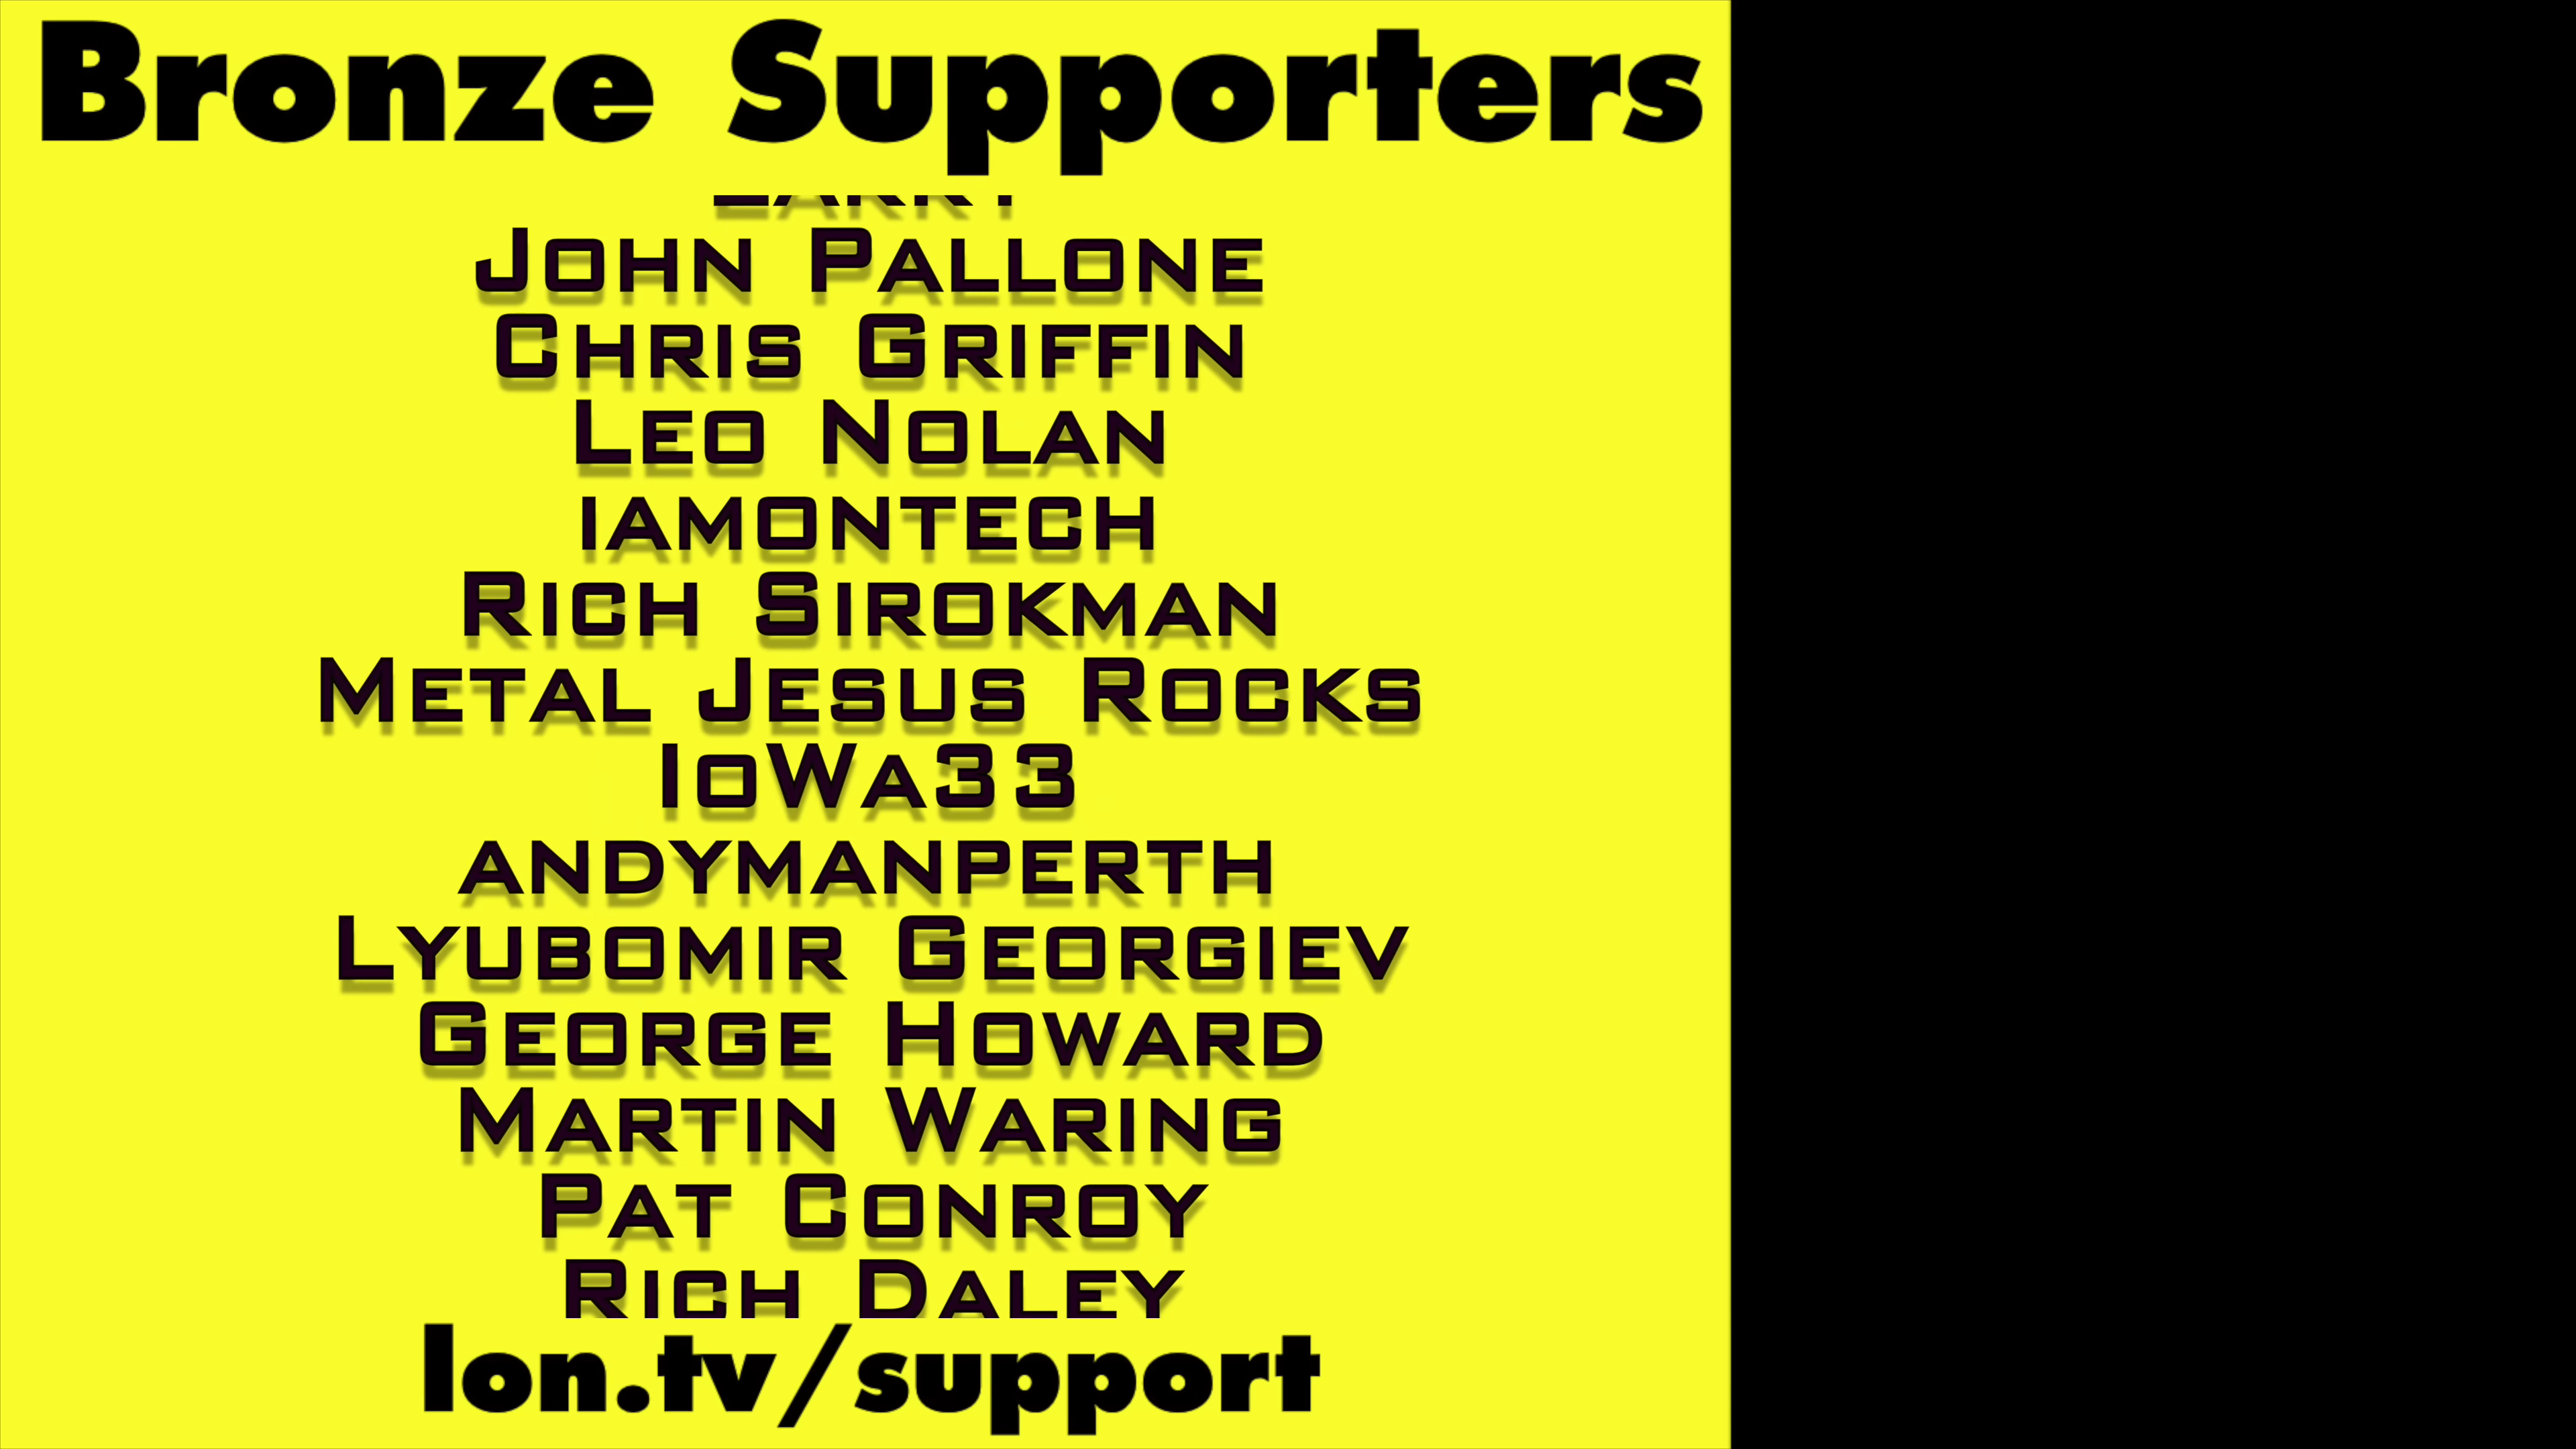 Bronze Supporters
John Pallone
Chris Griffin
Leo Nolan
iamontech
Rich Sirokman
Metal Jesus Rocks
IoWa33
andymanperth
Lyubomir Georgiev
George Howard
Martin Waring
Pat Conroy
Rich Daley
lon.tv/support